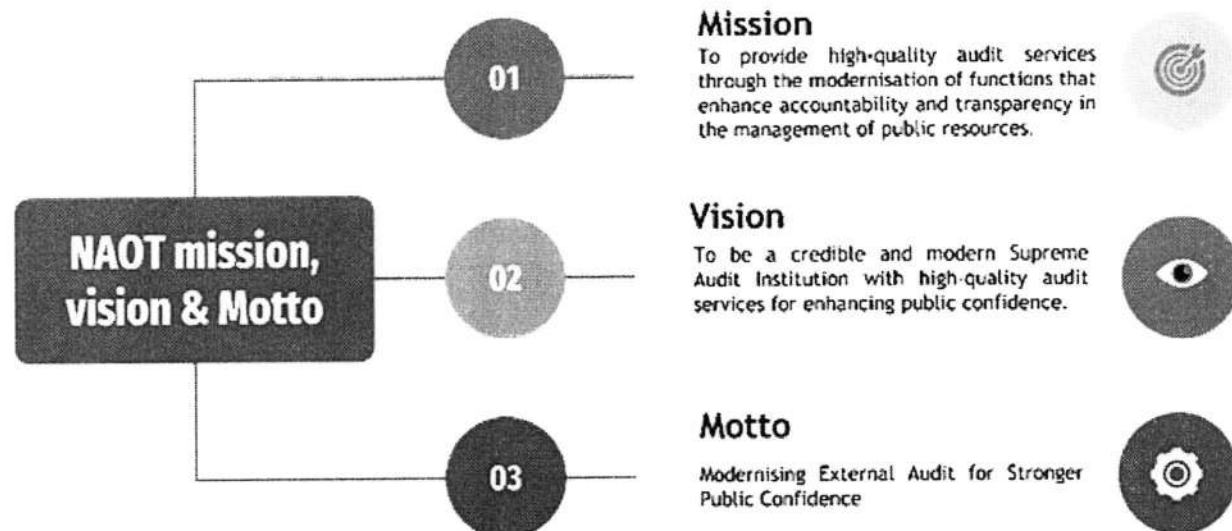 NAOT mission,
vision & Motto
01
Mission
To provide high-quality audit services
through the modernisation of functions that
enhance accountability and transparency in
the management of public resources.
02
Vision
To be a credible and modern Supreme
Audit Institution with high-quality audit
services for enhancing public confidence.
03
Motto
Modernising External Audit for Stronger
Public Confidence